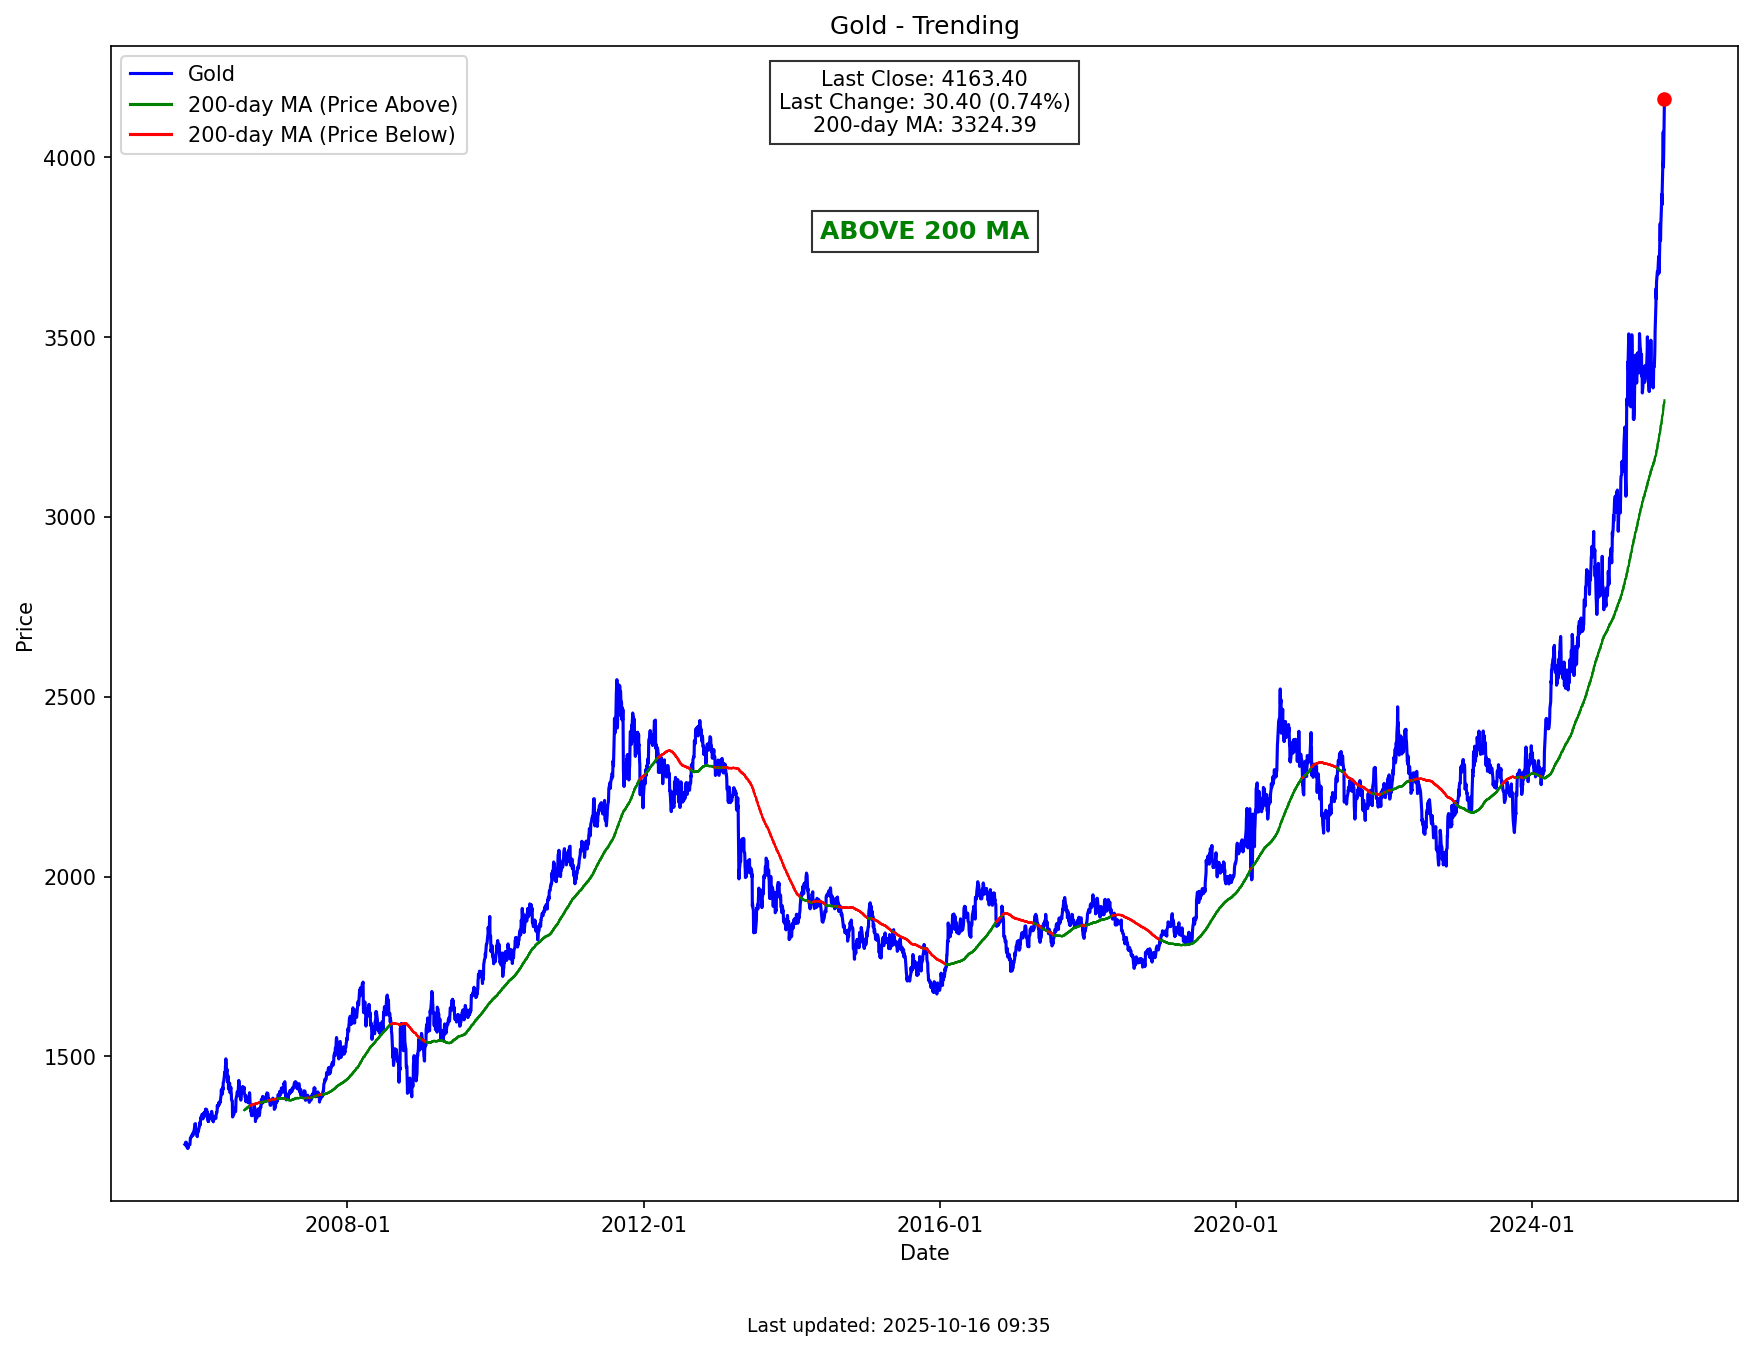 Gold - Trending
Gold
200-day MA (Price Above)
200-day MA (Price Below)
Last Close: 4163.40
Last Change: 30.40 (0.74%)
200-day MA: 3324.39
ABOVE 200 MA
Price
4000
3500
3000
2500
2000
1500
2008-01
2012-01
2016-01
2020-01
2024-01
Date
Last updated: 2025-10-16 09:35